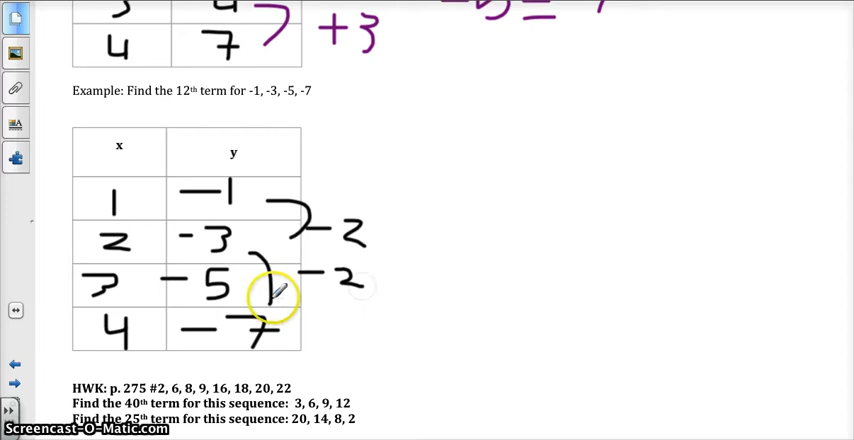 4 7 + 3
Example: Find the 12th term for -1, -3, -5, -7
x y
1 -1
- 2
2 -3
- 2
3 -5
4 -7
HWK: p. 275 #2, 6, 8, 9, 16, 18, 20, 22
Find the 40th term for this sequence: 3, 6, 9, 12
Find the 25th term for this sequence: 20, 14, 8, 2
Screencast-O-Matic.com